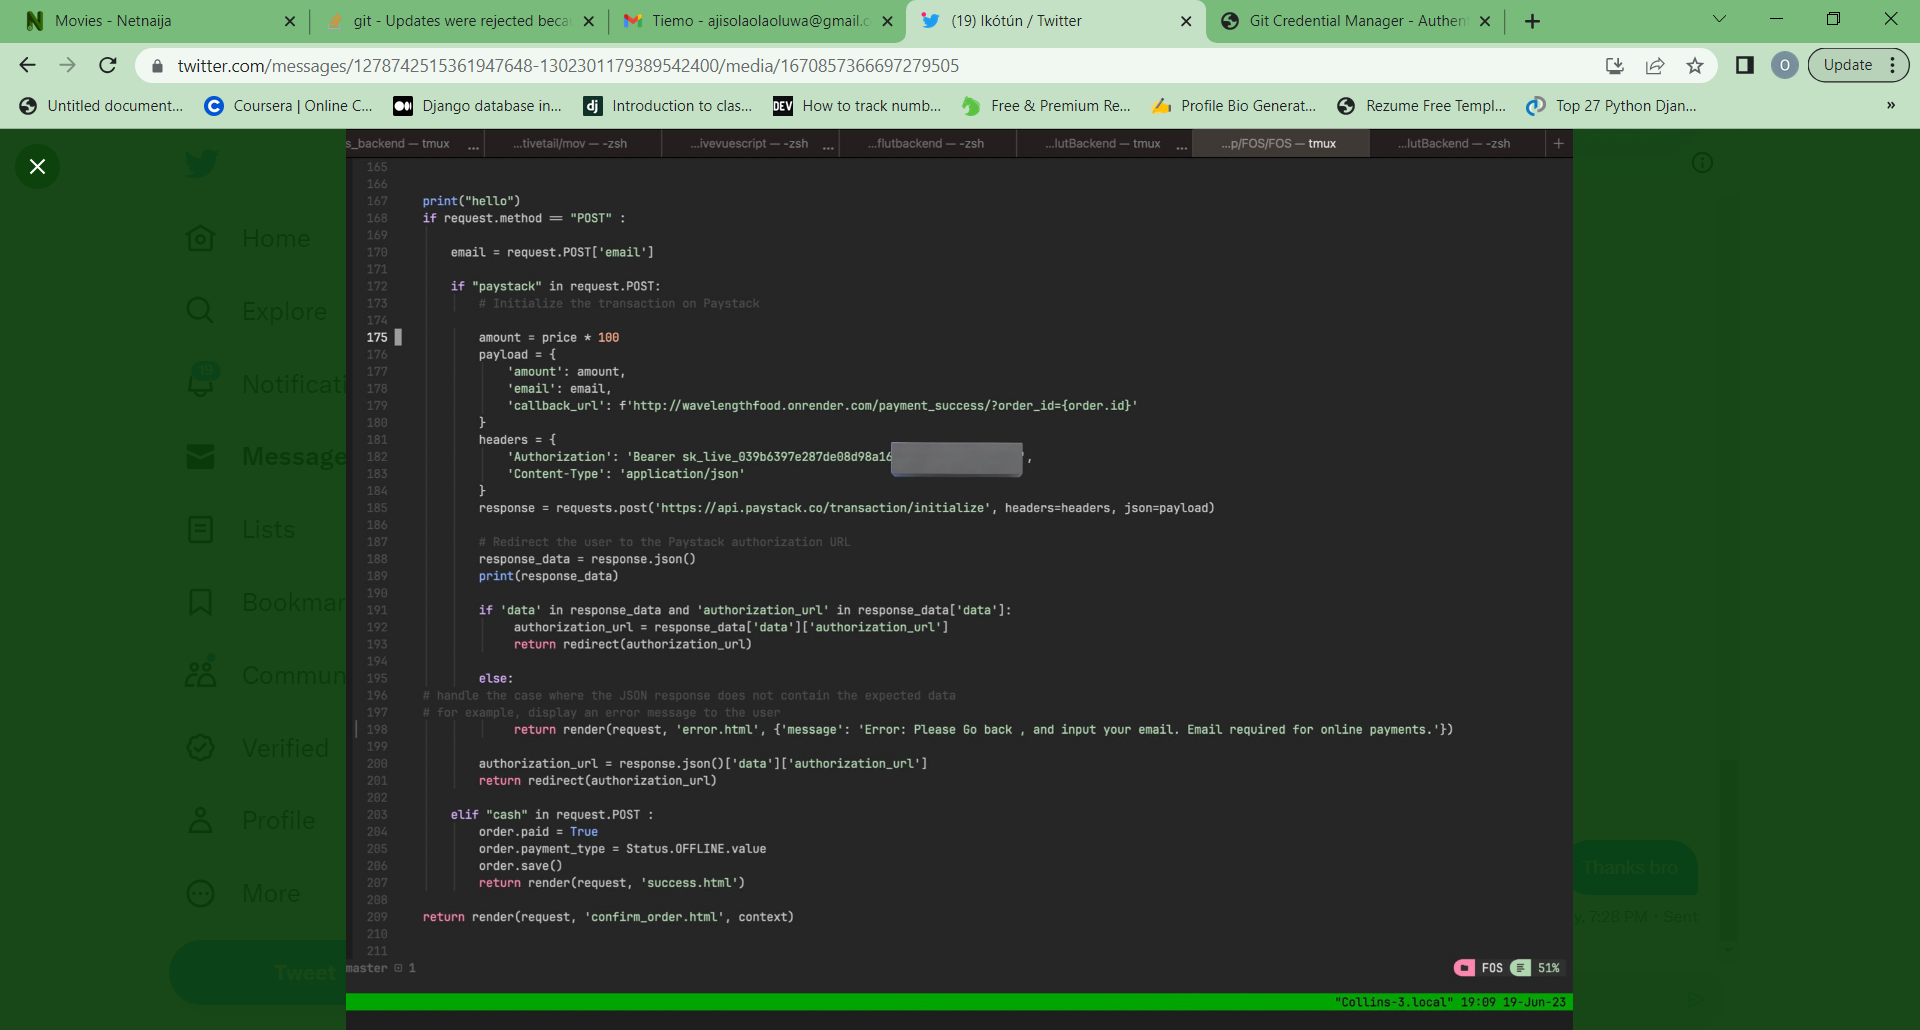 Movies - Netnaija
git - Updates were rejected beca
Tiemo - ajisolaolaoluwa@gmail.c
(19) Ikótún / Twitter
Git Credential Manager - Authen
twitter.com/messages/1278742515361947648-1302301179389542400/media/1670857366697279505
O
Update
Untitled document...
Coursera | Online C...
Django database in...
dj
Introduction to clas...
DEV
How to track numb...
Free & Premium Re...
Profile Bio Generat...
Rezume Free Templ...
Top 27 Python Djan...
»
s_backend — tmux ...
...tivetail/mov — -zsh
...ivevuescript — -zsh ...
...flutbackend — -zsh
...lutBackend — tmux ...
...p/FOS/FOS — tmux
...lutBackend — -zsh
+
Home
Explore
19
Notificati
Message
Lists
Bookmar
Commun
Verified
Profile
More
Tweet
165
166
167 print("hello")
168 if request.method == "POST" :
169
170 email = request.POST['email']
171
172 if "paystack" in request.POST:
173 # Initialize the transaction on Paystack
174
175 amount = price * 100
176 payload = {
177 'amount': amount,
178 'email': email,
179 'callback_url': f'http://wavelengthfood.onrender.com/payment_success/?order_id={order.id}'
180 }
181 headers = {
182 'Authorization': 'Bearer sk_live_039b6397e287de08d98a16 ',
183 'Content-Type': 'application/json'
184 }
185 response = requests.post('https://api.paystack.co/transaction/initialize', headers=headers, json=payload)
186
187 # Redirect the user to the Paystack authorization URL
188 response_data = response.json()
189 print(response_data)
190
191 if 'data' in response_data and 'authorization_url' in response_data['data']:
192 authorization_url = response_data['data']['authorization_url']
193 return redirect(authorization_url)
194
195 else:
196 # handle the case where the JSON response does not contain the expected data
197 # for example, display an error message to the user
198 return render(request, 'error.html', {'message': 'Error: Please Go back , and input your email. Email required for online payments.'})
199
200 authorization_url = response.json()['data']['authorization_url']
201 return redirect(authorization_url)
202
203 elif "cash" in request.POST :
204 order.paid = True
205 order.payment_type = Status.OFFLINE.value
206 order.save()
207 return render(request, 'success.html')
208
209 return render(request, 'confirm_order.html', context)
210
211
master 1
FOS
51%
"Collins-3.local" 19:09 19-Jun-23
Thanks bro
7:28 PM · Sent